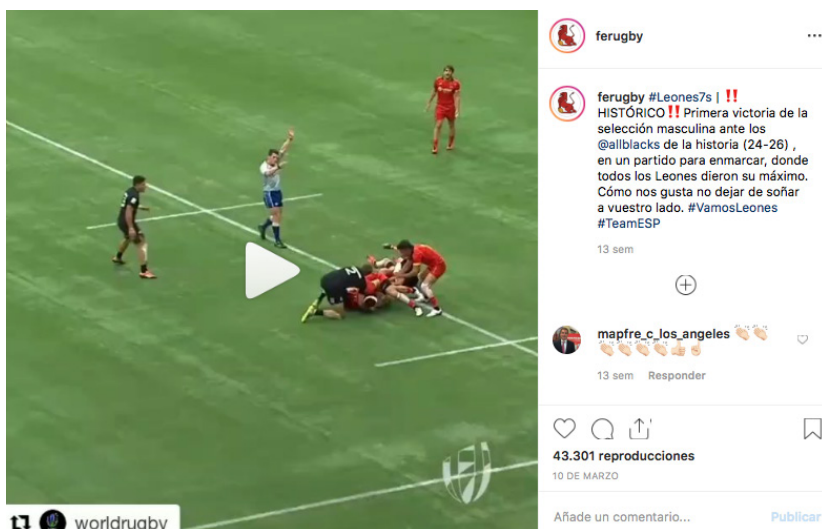 ferugby
ferugby #Leones7s | ‼️
HISTÓRICO‼️Primera victoria de la
selección masculina ante los
@allblacks de la historia (24-26) ,
en un partido para enmarcar, donde
todos los Leones dieron su máximo.
Cómo nos gusta no dejar de soñar
a vuestro lado. #VamosLeones
#TeamESP
13 sem
mapfre_c_los_angeles 👏🏻👏🏻
👏🏻👏🏻👏🏻👏🏻👍🏻☝🏻
13 sem Responder
43.301 reproducciones
10 DE MARZO
Añade un comentario... Publicar
2
worldrugby